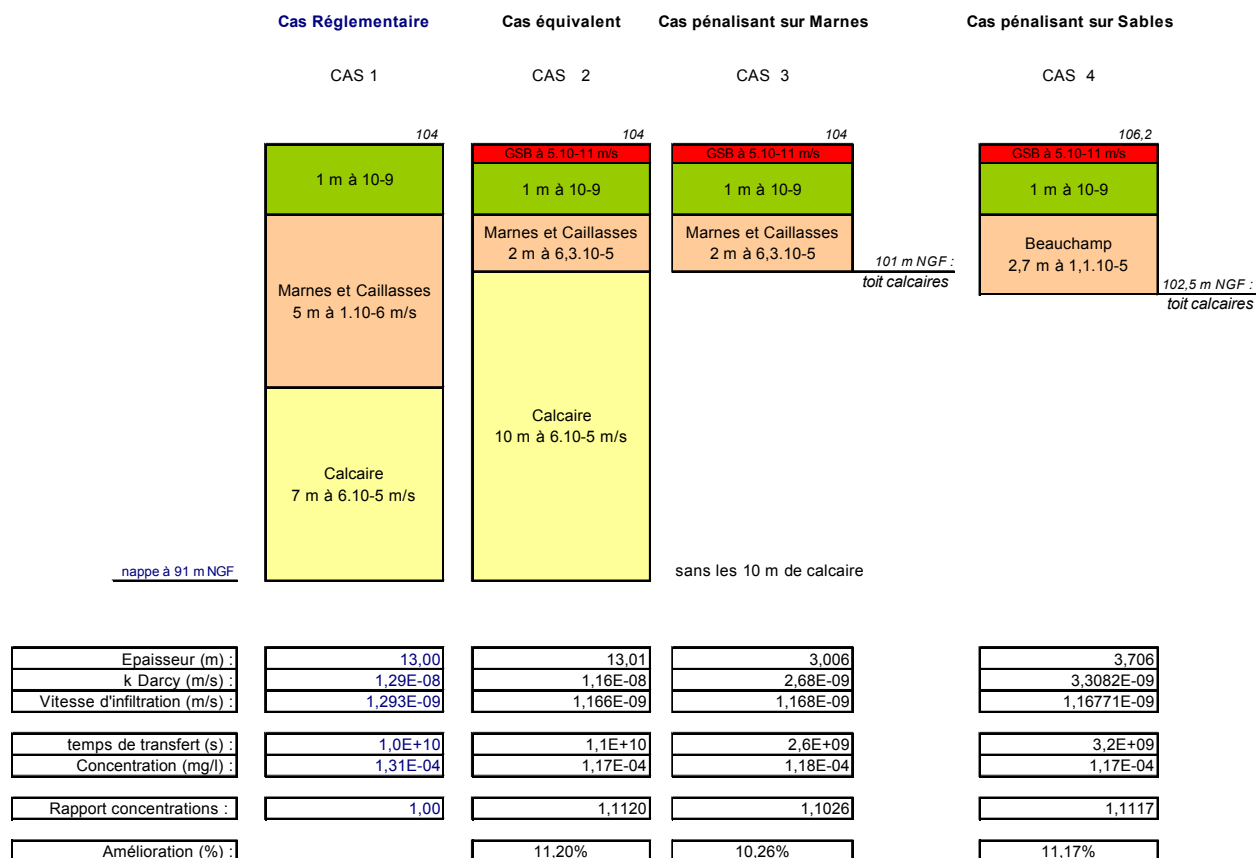 Cas Réglementaire Cas équivalent Cas pénalisant sur Marnes Cas pénalisant sur Sables
CAS 1 CAS 2 CAS 3 CAS 4
104 104 104 106,2
GSB à 5.10-11 m/s GSB à 5.10-11 m/s GSB à 5.10-11 m/s
1 m à 10-9 1 m à 10-9 1 m à 10-9 1 m à 10-9
Marnes et Caillasses
5 m à 1.10-6 m/s
Marnes et Caillasses
2 m à 6,3.10-5
Marnes et Caillasses
2 m à 6,3.10-5
Beauchamp
2,7 m à 1,1.10-5
101 m NGF :
toit calcaires
102,5 m NGF :
toit calcaires
Calcaire
7 m à 6.10-5 m/s
Calcaire
10 m à 6.10-5 m/s
nappe à 91 m NGF
sans les 10 m de calcaire
Epaisseur (m) : 13,00 13,01 3,006 3,706
k Darcy (m/s) : 1,29E-08 1,16E-08 2,68E-09 3,3082E-09
Vitesse d'infiltration (m/s) : 1,293E-09 1,166E-09 1,168E-09 1,16771E-09
temps de transfert (s) : 1,0E+10 1,1E+10 2,6E+09 3,2E+09
Concentration (mg/l) : 1,31E-04 1,17E-04 1,18E-04 1,17E-04
Rapport concentrations : 1,00 1,1120 1,1026 1,1117
Amélioration (%) : 11,20% 10,26% 11,17%